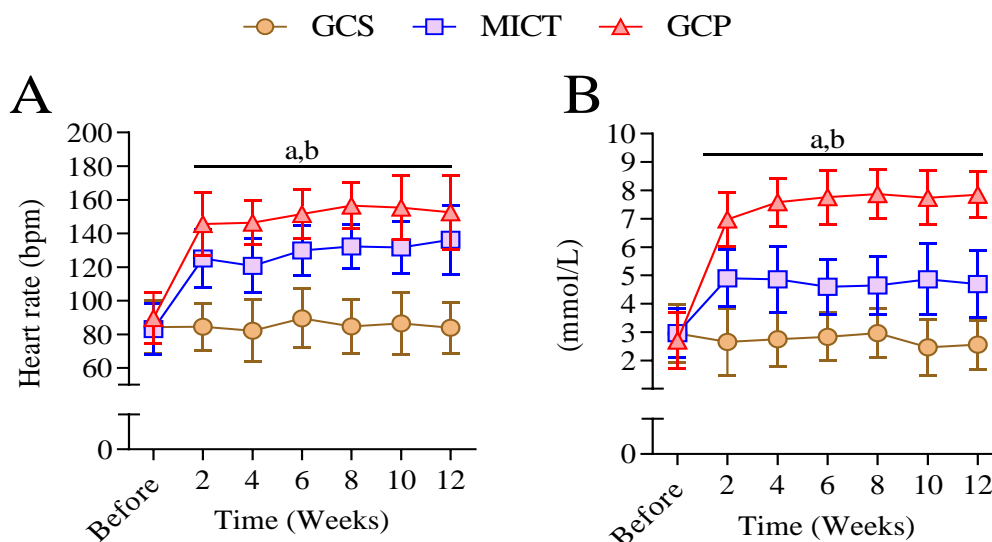 GCS MICT GCP
A
Heart rate (bpm)
200
180
160
140
120
100
80
60
0
a,b
Before 2 4 6 8 10 12
Time (Weeks)
B
(mmol/L)
10
9
8
7
6
5
4
3
2
0
a,b
Before 2 4 6 8 10 12
Time (Weeks)